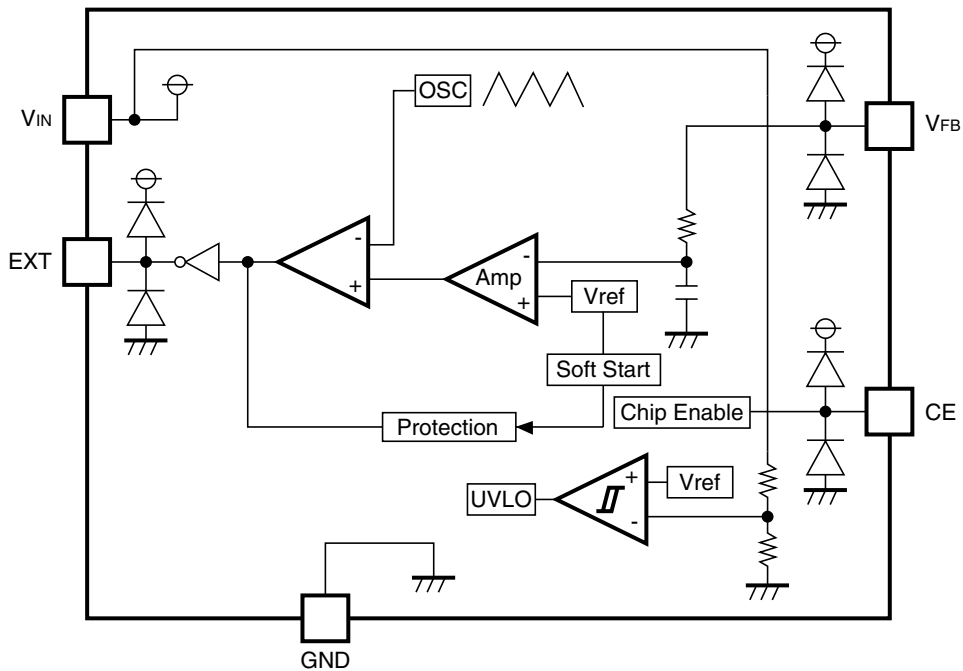 OSC
VIN
VFB
EXT
-
+
Amp
-
+
Vref
Soft Start
Chip Enable
CE
Protection
UVLO
+
-
Vref
GND